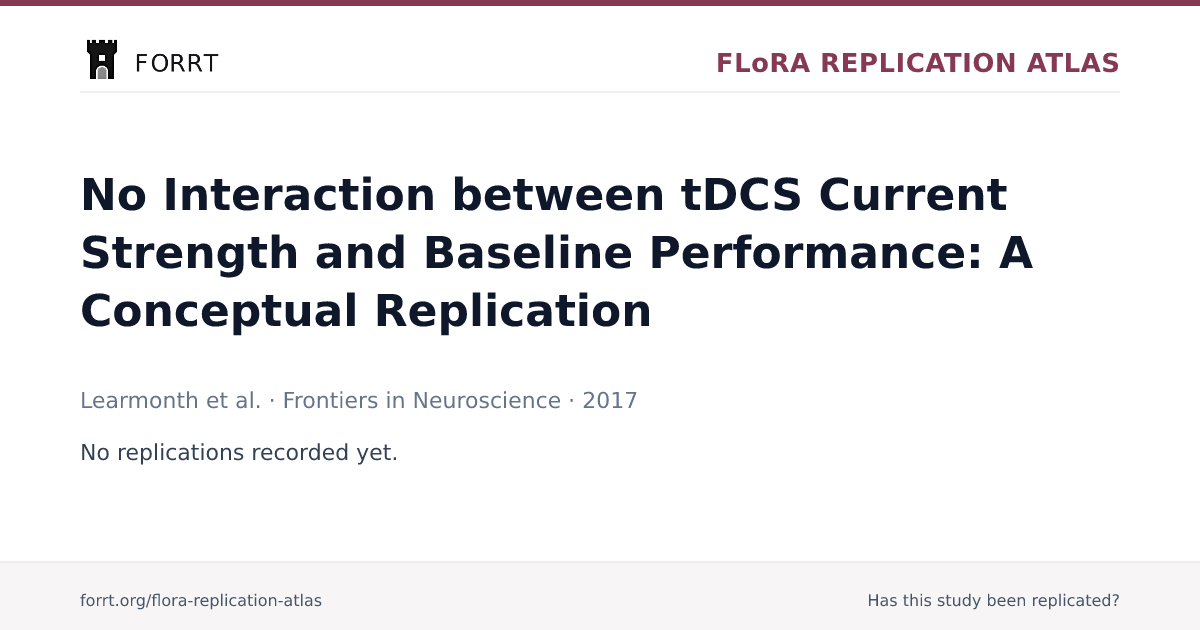 FORRT
FLoRA REPLICATION ATLAS
No Interaction between tDCS Current
Strength and Baseline Performance: A
Conceptual Replication
Learmonth et al. · Frontiers in Neuroscience · 2017
No replications recorded yet.
forrt.org/flora-replication-atlas
Has this study been replicated?